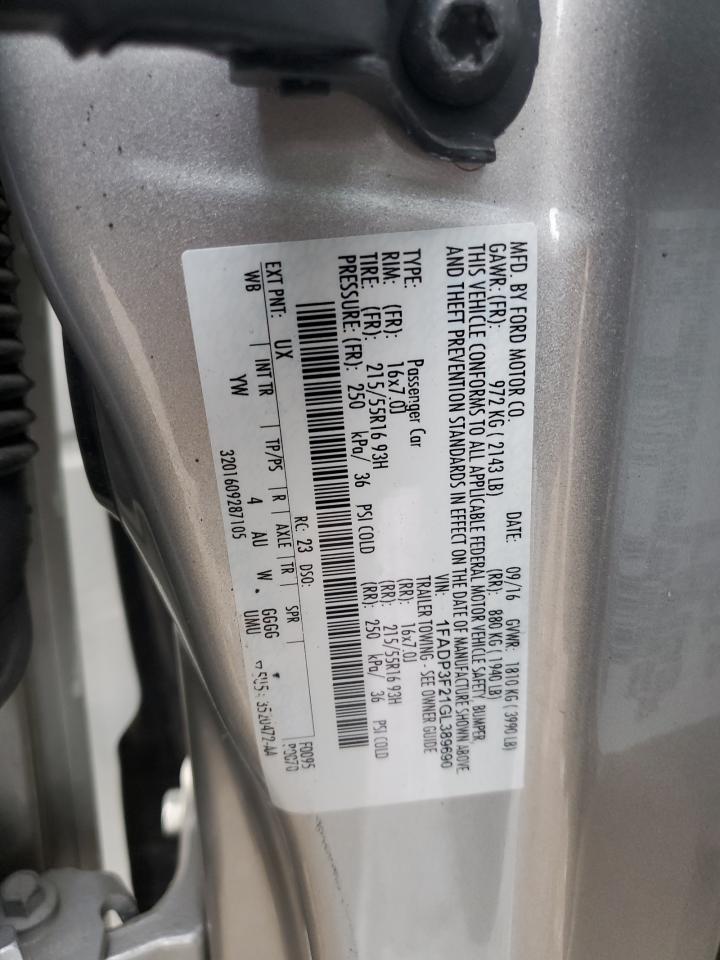 MFD. BY FORD MOTOR CO. DATE: 09/16 GVWR: 1810 KG ( 3990 LB)
GAWR: (FR): 972 KG ( 2143 LB) (RR): 880 KG ( 1940 LB)
THIS VEHICLE CONFORMS TO ALL APPLICABLE FEDERAL MOTOR VEHICLE SAFETY, BUMPER,
AND THEFT PREVENTION STANDARDS IN EFFECT ON THE DATE OF MANUFACTURE SHOWN ABOVE
VIN: 1FADP3F21GL389690
TYPE: Passenger Car TRAILER TOWING - SEE OWNER GUIDE
RIM: (FR): 16x7.0J (RR): 16x7.0J
TIRE: (FR): 215/55R16 93H (RR): 215/55R16 93H
PRESSURE: (FR): 250 kPa/ 36 PSI COLD (RR): 250 kPa/ 36 PSI COLD
F0095
EXT PNT: UX RC: 23 DSO:
WB | INT TR | TP/PS | R | AXLE | TR | SPR |
YW 4 AU W GGGG
3201609287105 UMU